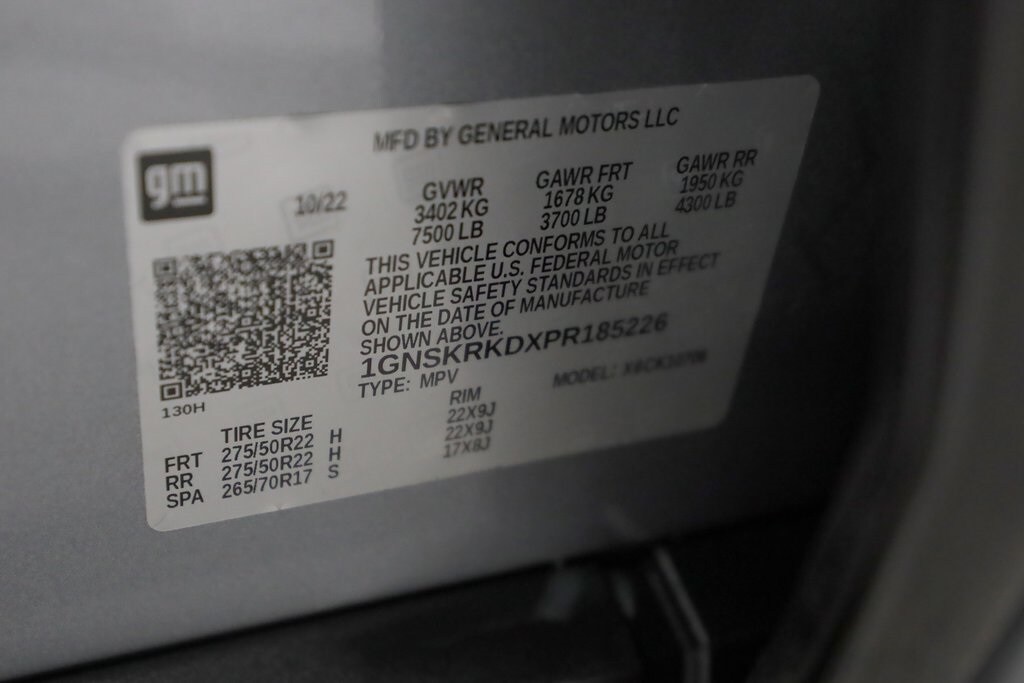 MFD BY GENERAL MOTORS LLC
gm
10/22
GVWR
3402 KG
7500 LB
GAWR FRT
1678 KG
3700 LB
GAWR RR
1950 KG
4300 LB
THIS VEHICLE CONFORMS TO ALL
APPLICABLE U.S. FEDERAL MOTOR
VEHICLE SAFETY STANDARDS IN EFFECT
ON THE DATE OF MANUFACTURE
SHOWN ABOVE.
1GNSKRKDXPR185226
TYPE: MPV
MODEL:
130H
TIRE SIZE
RIM
FRT 275/50R22 H 22X9J
RR 275/50R22 H 22X9J
SPA 265/70R17 S 17X8J